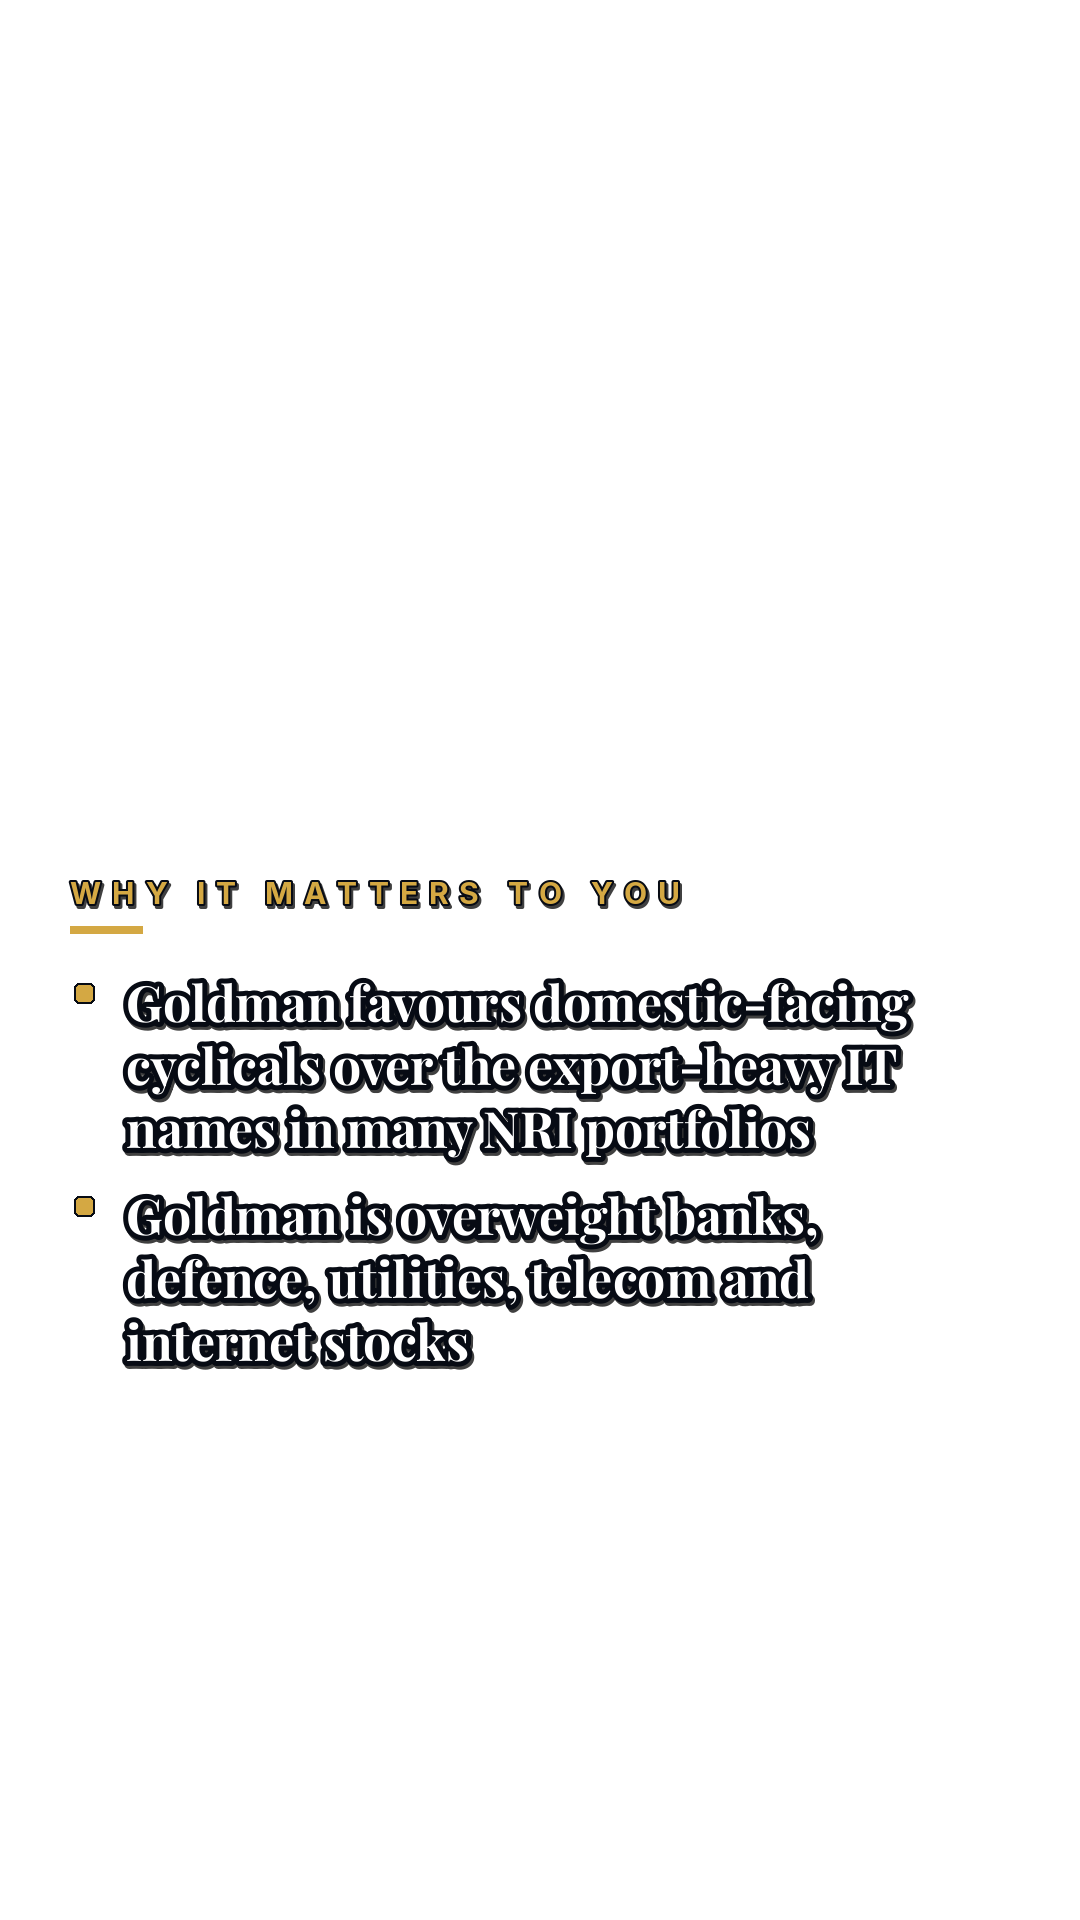 WHY IT MATTERS TO YOU
Goldman favours domestic-facing
cyclicals over the export-heavy IT
names in many NRI portfolios
Goldman is overweight banks,
defence, utilities, telecom and
internet stocks